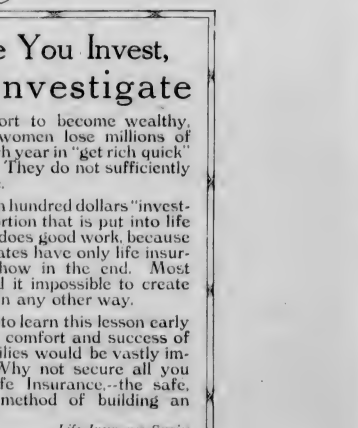 e You Invest,
nvestigate
ort to become wealthy,
women lose millions of
h year in "get rich quick"
They do not sufficiently
.
n hundred dollars "invest-
rtion that is put into life
does good work, because
ates have only life insur-
how in the end. Most
d it impossible to create
n any other way.
to learn this lesson early
comfort and success of
ilies would be vastly im-
Why not secure all you
fe Insurance,--the safe,
method of building an